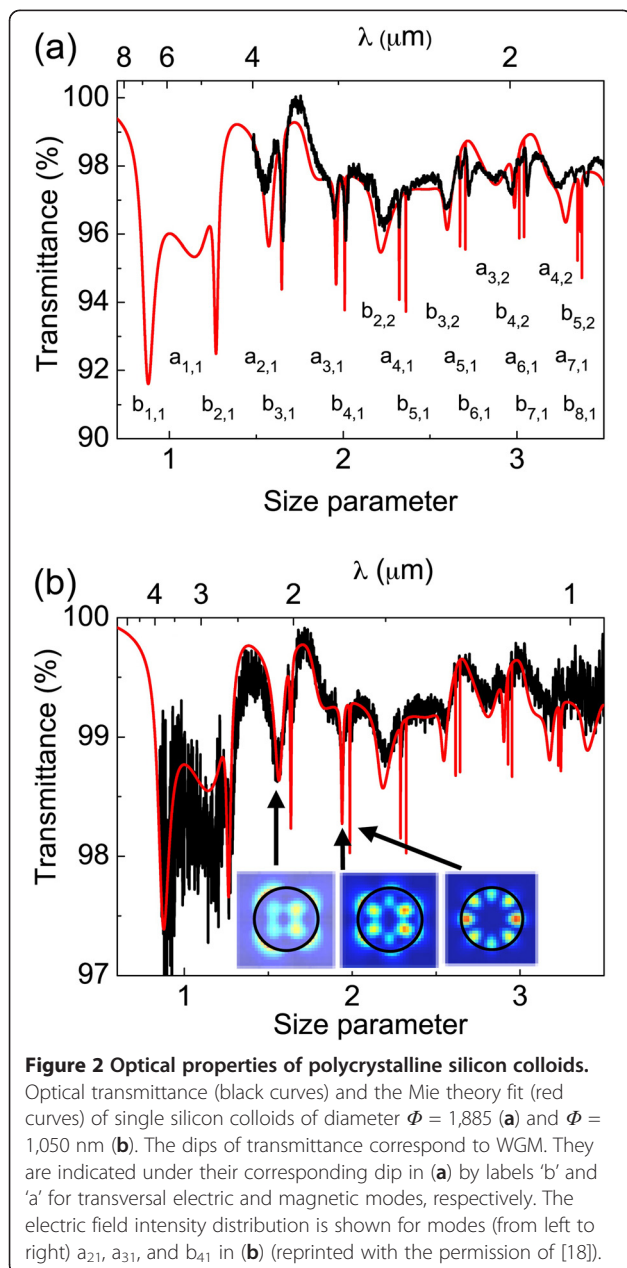 (a)
λ (μm)
8 6 4 2
100
98
96
94
92
90
Transmittance (%)
a3,2 a4,2
b2,2 b3,2 b4,2 b5,2
a1,1 a2,1 a3,1 a4,1 a5,1 a6,1 a7,1
b1,1 b2,1 b3,1 b4,1 b5,1 b6,1 b7,1 b8,1
1 2 3
Size parameter
(b)
λ (μm)
4 3 2 1
100
99
98
97
Transmittance (%)
1 2 3
Size parameter
Figure 2 Optical properties of polycrystalline silicon colloids.
Optical transmittance (black curves) and the Mie theory fit (red
curves) of single silicon colloids of diameter Φ = 1,885 (a) and Φ =
1,050 nm (b). The dips of transmittance correspond to WGM. They
are indicated under their corresponding dip in (a) by labels ‘b’ and
‘a’ for transversal electric and magnetic modes, respectively. The
electric field intensity distribution is shown for modes (from left to
right) a21, a31, and b41 in (b) (reprinted with the permission of [18]).